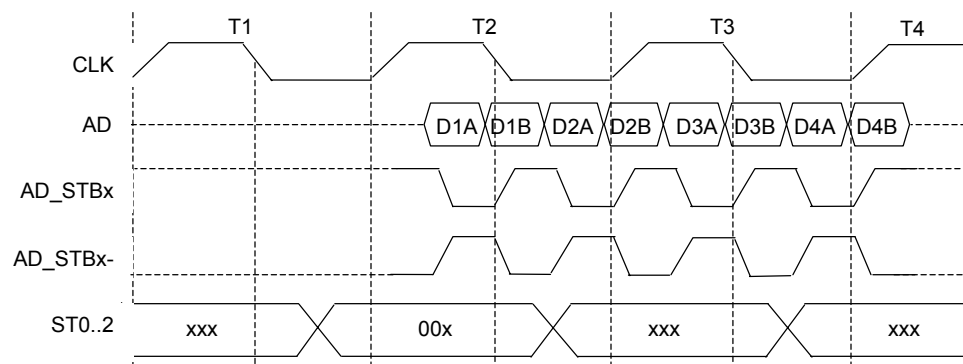 T1 T2 T3 T4
CLK
AD D1A D1B D2A D2B D3A D3B D4A D4B
AD_STBx
AD_STBx-
ST0..2 xxx 00x xxx xxx